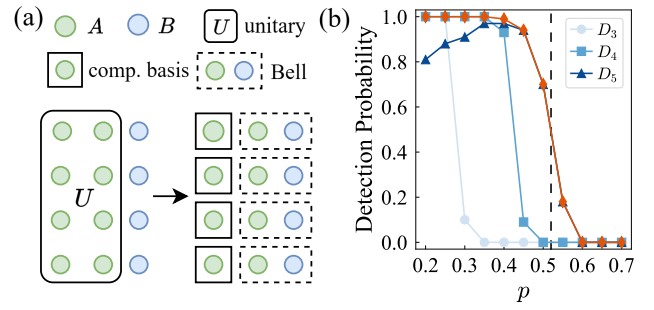 (a)
A
B
U
unitary
comp. basis
Bell
U
(b)
Detection Probability
1.0
0.8
0.6
0.4
0.2
0.0
D3
D4
D5
0.2
0.3
0.4
0.5
0.6
0.7
p